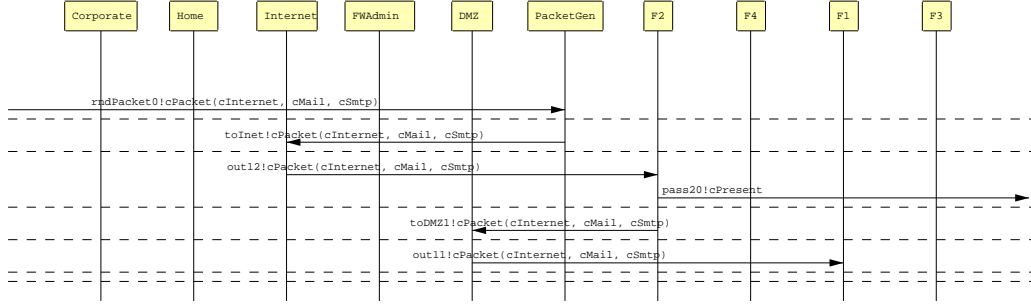 Corporate
Home
Internet
FWAdmin
DMZ
PacketGen
F2
F4
F1
F3
rndPacket0!cPacket(cInternet, cMail, cSmtp)
toInet!cPacket(cInternet, cMail, cSmtp)
out12!cPacket(cInternet, cMail, cSmtp)
pass20!cPresent
toDMZ1!cPacket(cInternet, cMail, cSmtp)
out11!cPacket(cInternet, cMail, cSmtp)